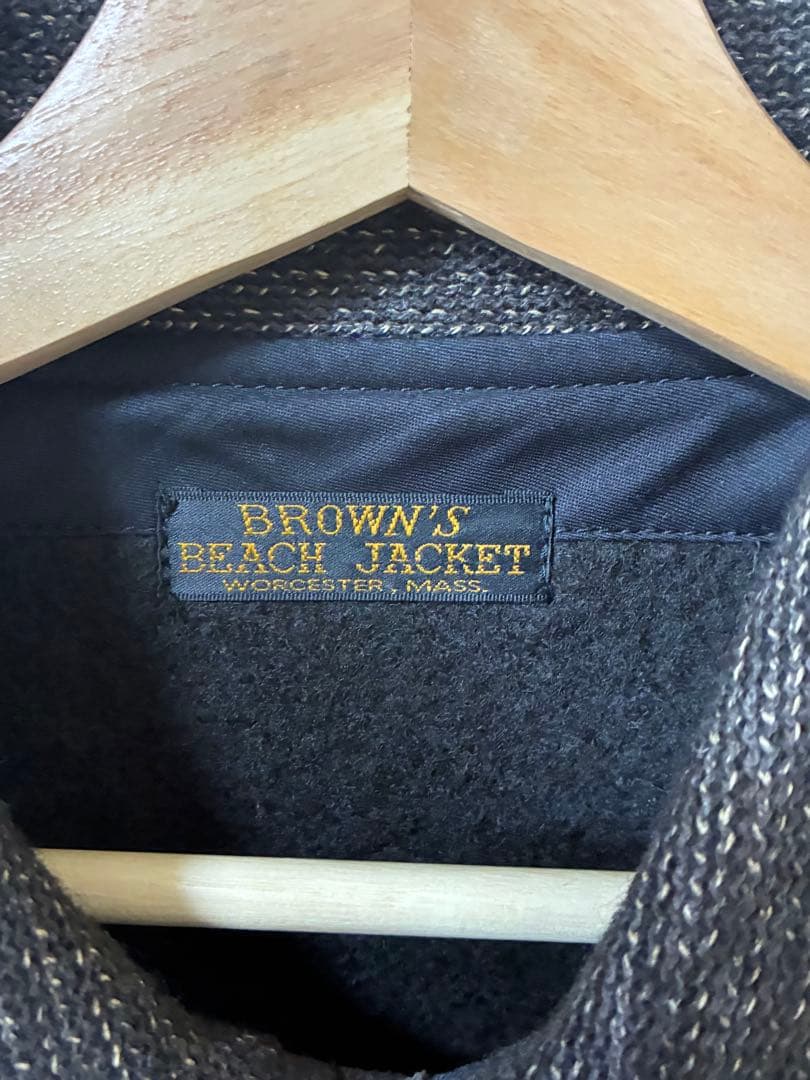 BROWN'S
BEACH JACKET
WORCESTER, MASS.